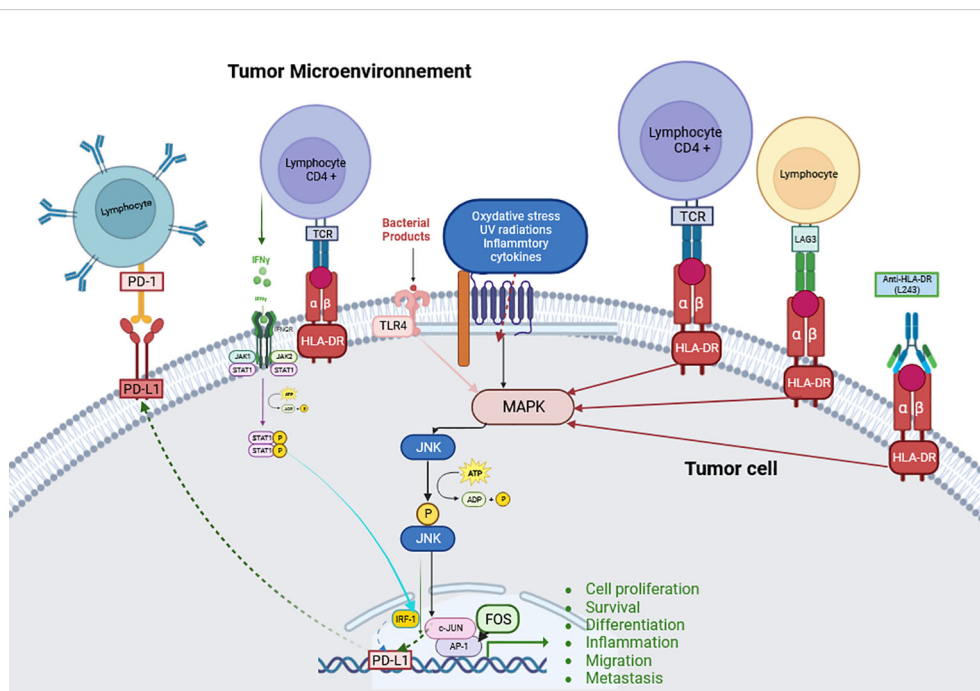 Tumor Microenvironnement
Lymphocyte
PD-1
PD-L1
Lymphocyte
CD4 +
TCR
α β
HLA-DR
IFNγ
IFNγ
IFNGR
JAK1
JAK2
STAT1
STAT1
ATP
ADP + P
STAT1 P
STAT1 P
Bacterial
Products
TLR4
Oxydative stress
UV radiations
Inflammtory
cytokines
Lymphocyte
CD4 +
TCR
α β
HLA-DR
Lymphocyte
LAG3
α β
HLA-DR
Anti-HLA-DR
(L243)
α β
HLA-DR
MAPK
Tumor cell
JNK
ATP
ADP + P
P
JNK
IRF-1
c-JUN
FOS
AP-1
PD-L1
• Cell proliferation
• Survival
• Differentiation
• Inflammation
• Migration
• Metastasis